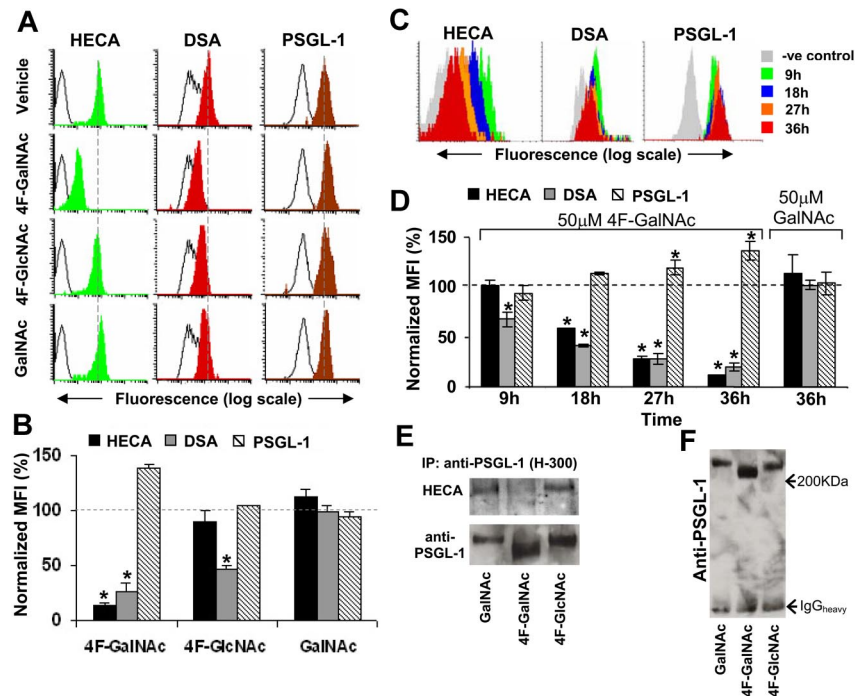 A
HECA DSA PSGL-1
Vehicle
4F-GalNAc
4F-GlcNAc
GalNAc
Fluorescence (log scale)
B
HECA DSA PSGL-1
Normalized MFI (%)
150
100
50
0
* * *
4F-GalNAc 4F-GlcNAc GalNAc
C
HECA DSA PSGL-1
-ve control
9h
18h
27h
36h
Fluorescence (log scale)
D
HECA DSA PSGL-1
50μM 4F-GalNAc
50μM
GalNAc
Normalized MFI (%)
150
100
50
0
* * * * * * * * *
9h 18h 27h 36h 36h
Time
E
IP: anti-PSGL-1 (H-300)
HECA
anti-
PSGL-1
GalNAc
4F-GalNAc
4F-GlcNAc
F
Anti-PSGL-1
200KDa
IgGheavy
GalNAc
4F-GalNAc
4F-GlcNAc